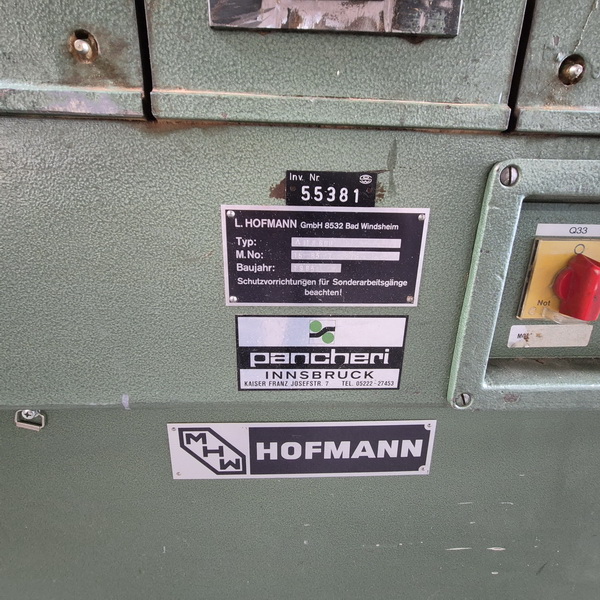 Inv. Nr.
55381
L. HOFMANN GmbH 8532 Bad Windsheim
Typ:
M.No:
Baujahr:
Schutzvorrichtungen für Sonderarbeitsgänge
beachten!
pancheri
INNSBRUCK
KAISER FRANZ JOSEFSTR. 7 TEL. 05222-27453
MHW HOFMANN
Q33
O
Not